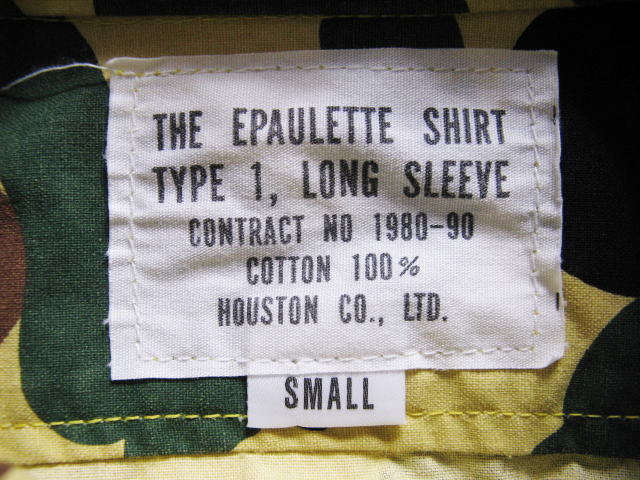 THE EPAULETTE SHIRT
TYPE 1, LONG SLEEVE
CONTRACT NO 1980-90
COTTON 100%
HOUSTON CO., LTD.
SMALL